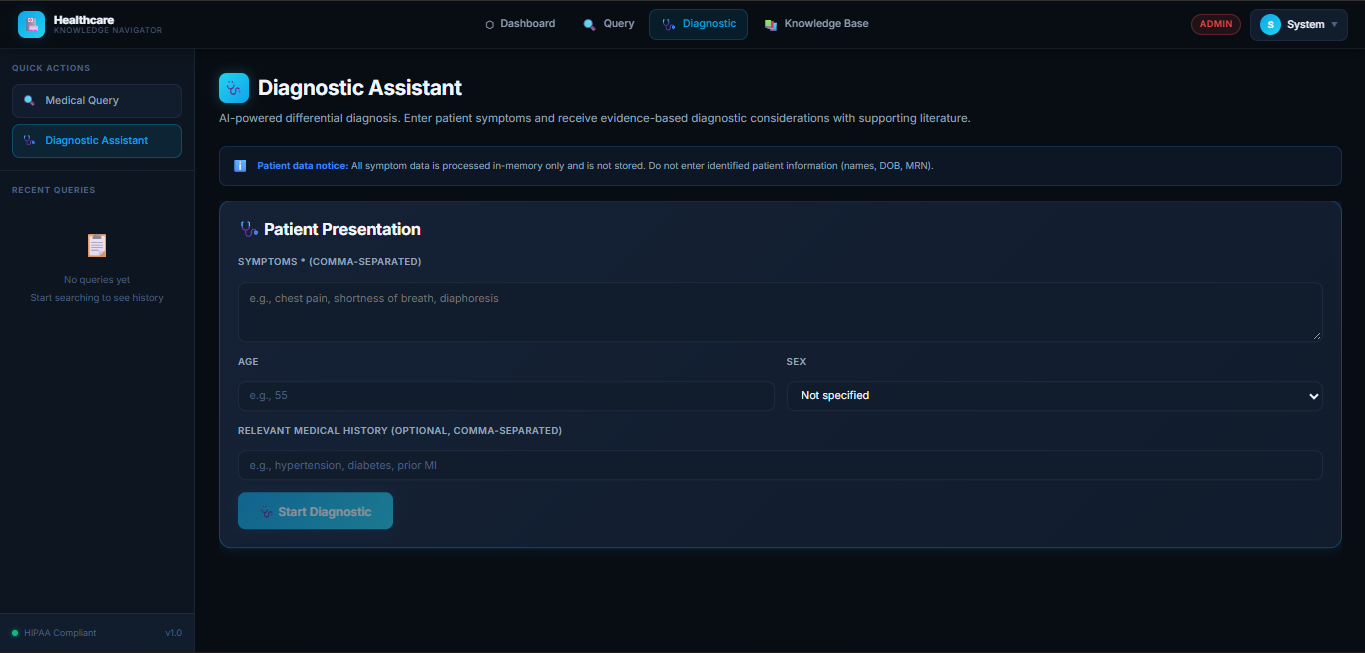 Healthcare
KNOWLEDGE NAVIGATOR
Dashboard
Query
Diagnostic
Knowledge Base
ADMIN
S
System
QUICK ACTIONS
Medical Query
Diagnostic Assistant
RECENT QUERIES
No queries yet
Start searching to see history
HIPAA Compliant
v1.0
Diagnostic Assistant
AI-powered differential diagnosis. Enter patient symptoms and receive evidence-based diagnostic considerations with supporting literature.
Patient data notice: All symptom data is processed in-memory only and is not stored. Do not enter identified patient information (names, DOB, MRN).
Patient Presentation
SYMPTOMS * (COMMA-SEPARATED)
e.g., chest pain, shortness of breath, diaphoresis
AGE
SEX
e.g., 55
Not specified
RELEVANT MEDICAL HISTORY (OPTIONAL, COMMA-SEPARATED)
e.g., hypertension, diabetes, prior MI
Start Diagnostic